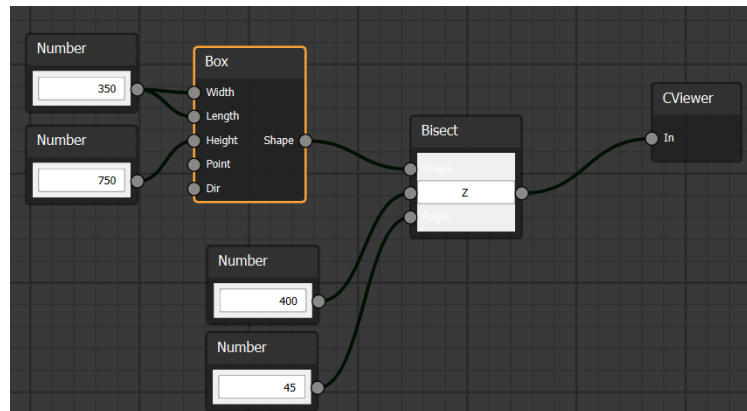 Number
350
Number
750
Box
Width
Length
Height
Shape
Point
Dir
Bisect
Shape
Z
Angle
CViewer
In
Number
400
Number
45